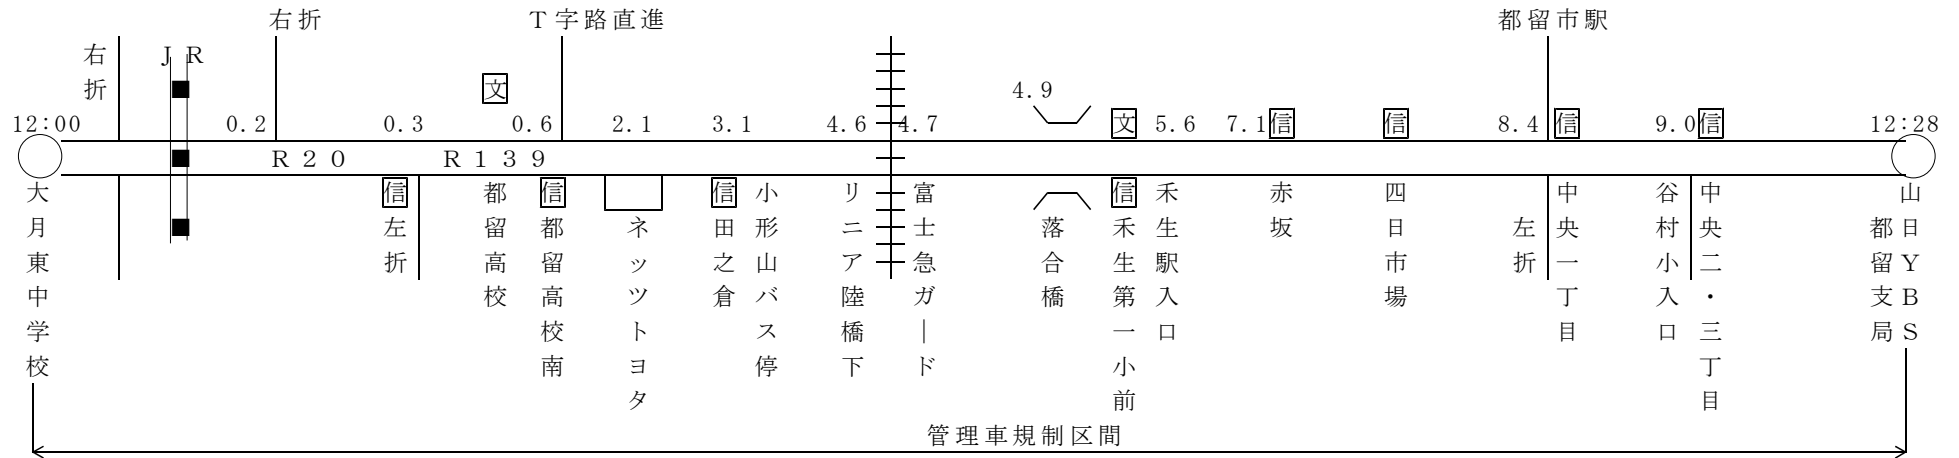 右折
Ｔ字路直進
都留市駅
右折
ＪＲ
文
4.9
12:00
0.2
0.3
0.6
2.1
3.1
4.6
4.7
文
5.6
7.1
信
信
8.4
信
9.0
信
12:28
Ｒ２０
Ｒ１３９
大月東中学校
信
左折
都留高校
信
都留高校南
ネッツトヨタ
信
田之倉
小形山バス停
リニア陸橋下
富士急ガード
落合橋
信
禾生第一小前
禾生駅入口
赤坂
四日市場
左折
中央一丁目
谷村小入口
中央二・三丁目
山日ＹＢＳ
都留支局
管理車規制区間